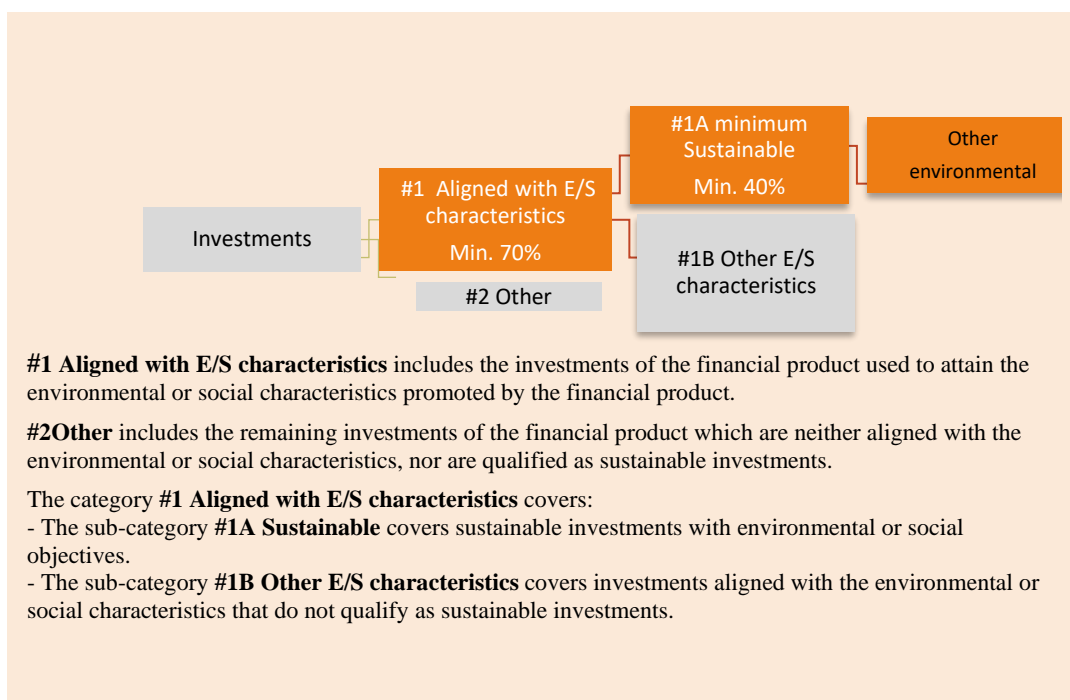 #1A minimum
Sustainable
Min. 40%
Other
environmental
#1 Aligned with E/S
characteristics
Min. 70%
Investments
#1B Other E/S
characteristics
#2 Other
#1 Aligned with E/S characteristics includes the investments of the financial product used to attain the
environmental or social characteristics promoted by the financial product.
#2Other includes the remaining investments of the financial product which are neither aligned with the
environmental or social characteristics, nor are qualified as sustainable investments.
The category #1 Aligned with E/S characteristics covers:
- The sub-category #1A Sustainable covers sustainable investments with environmental or social
objectives.
- The sub-category #1B Other E/S characteristics covers investments aligned with the environmental or
social characteristics that do not qualify as sustainable investments.